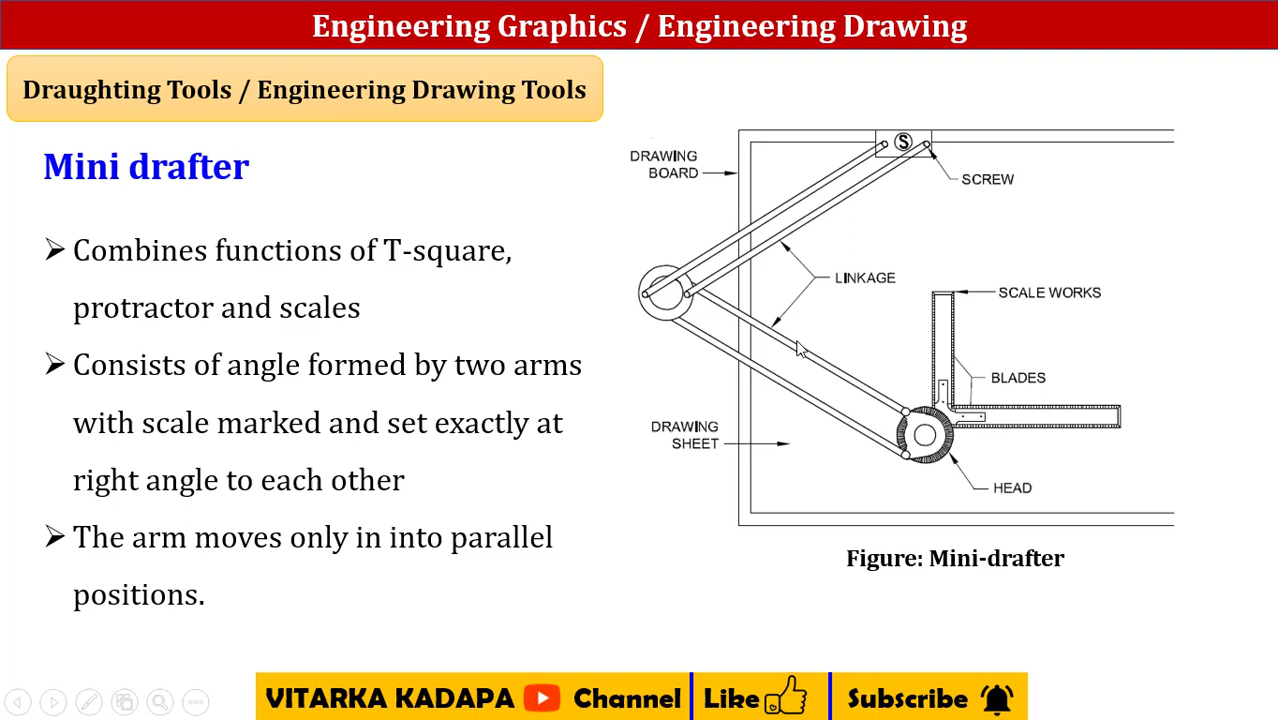 Engineering Graphics / Engineering Drawing
Draughting Tools / Engineering Drawing Tools
Mini drafter
Combines functions of T-square,
protractor and scales
Consists of angle formed by two arms
with scale marked and set exactly at
right angle to each other
The arm moves only in into parallel
positions.
DRAWING
BOARD
S
SCREW
LINKAGE
SCALE WORKS
BLADES
DRAWING
SHEET
HEAD
Figure: Mini-drafter
VITARKA KADAPA Channel Like Subscribe